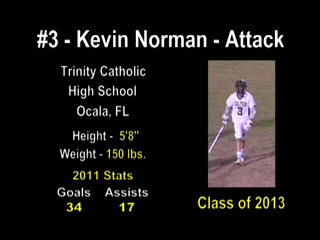 #3 - Kevin Norman - Attack
Trinity Catholic
High School
Ocala, FL
Height - 5'8"
Weight - 150 lbs.
2011 Stats
Goals Assists
34 17
3
Class of 2013